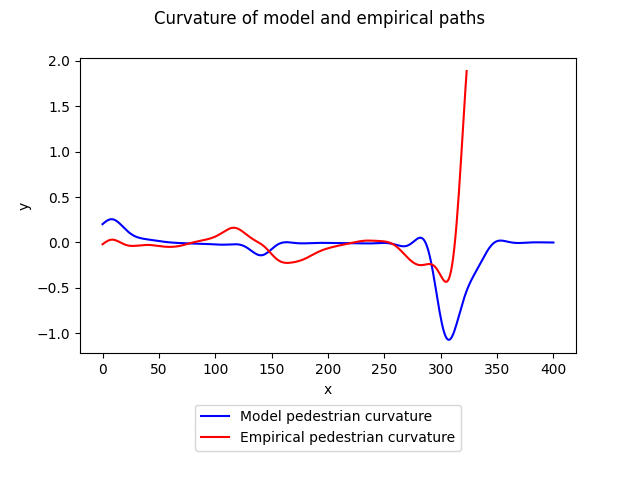 Curvature of model and empirical paths
2.0
1.5
1.0
0.5
0.0
−0.5
−1.0
y
0 50 100 150 200 250 300 350 400
x
Model pedestrian curvature
Empirical pedestrian curvature